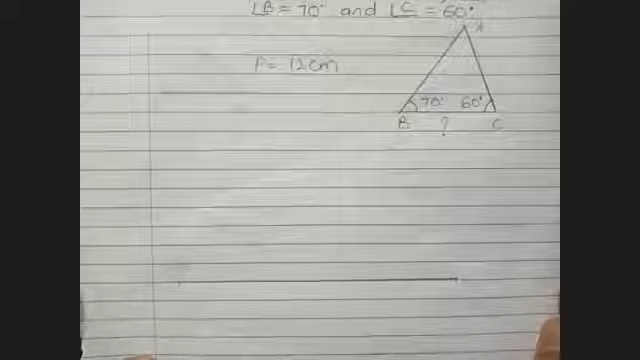 ∠B = 70° and ∠C = 60°.
P = 12cm
A
70° 60°
B ? C